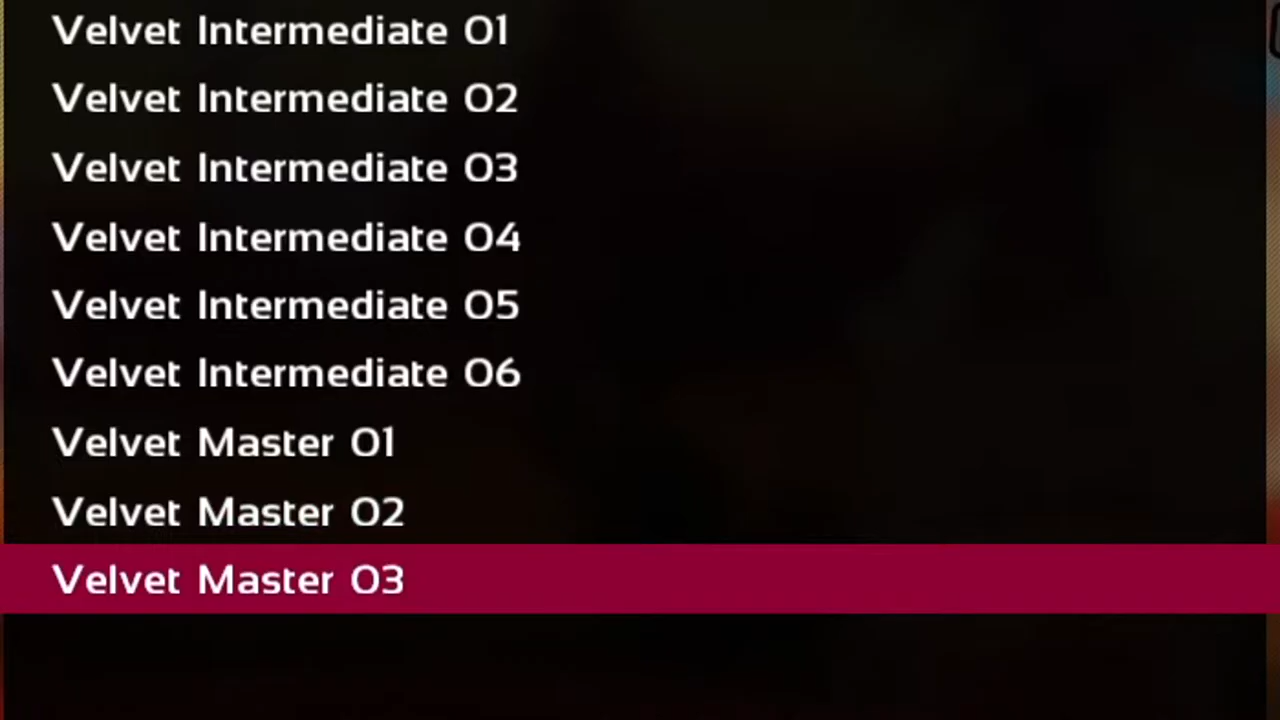 Velvet Intermediate 01
Velvet Intermediate 02
Velvet Intermediate 03
Velvet Intermediate 04
Velvet Intermediate 05
Velvet Intermediate 06
Velvet Master 01
Velvet Master 02
Velvet Master 03